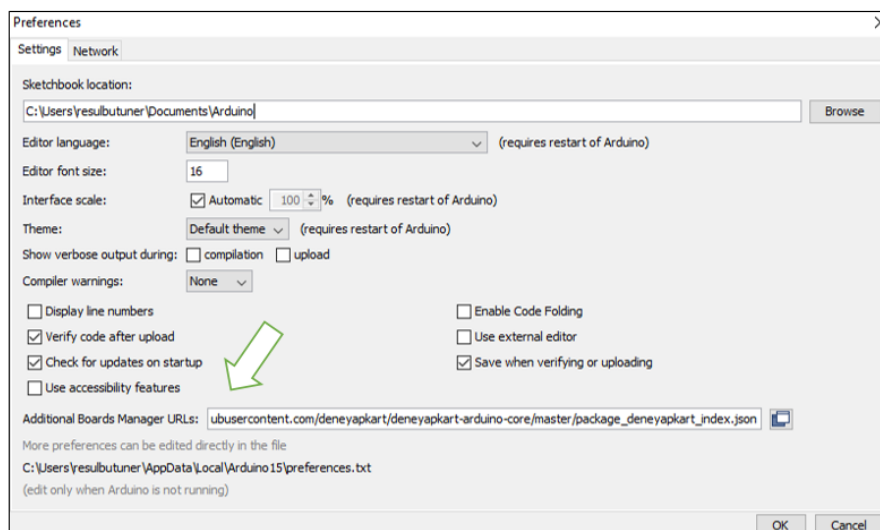 Preferences
Settings Network
Sketchbook location:
C:\Users\resulbutuner\Documents\Arduino Browse
Editor language: English (English) (requires restart of Arduino)
Editor font size: 16
Interface scale: Automatic 100 % (requires restart of Arduino)
Theme: Default theme (requires restart of Arduino)
Show verbose output during: compilation upload
Compiler warnings: None
Display line numbers Enable Code Folding
Verify code after upload Use external editor
Check for updates on startup Save when verifying or uploading
Use accessibility features
Additional Boards Manager URLs: ubusercontent.com/deneyapkart/deneyapkart-arduino-core/master/package_deneyapkart_index.json
More preferences can be edited directly in the file
C:\Users\resulbutuner\AppData\Local\Arduino15\preferences.txt
(edit only when Arduino is not running)
OK Cancel